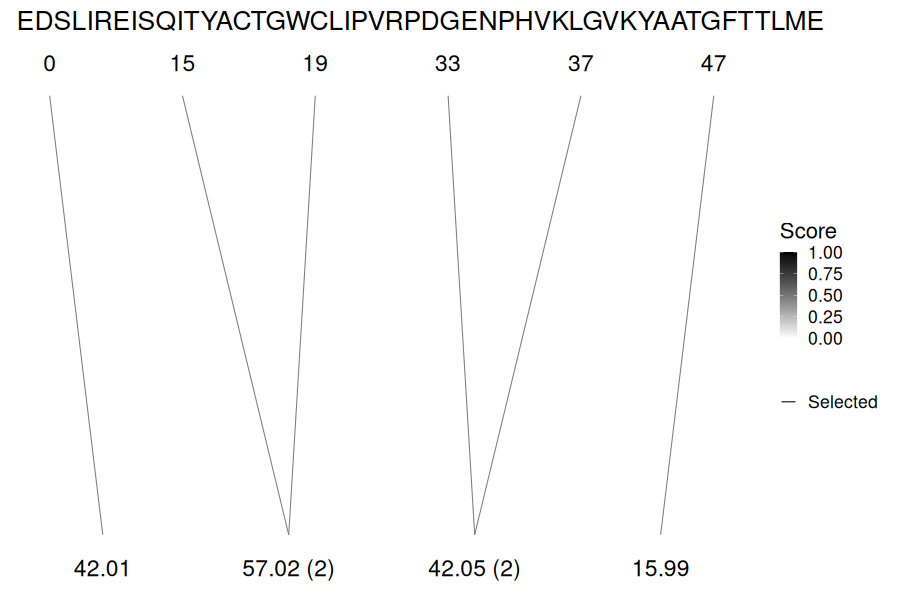 EDSLIREISQITYACTGWCLIPVRPDGENPHVKLGVKYAATGFTTLME
0 15 19 33 37 47
Score
1.00
0.75
0.50
0.25
0.00
Selected
42.01 57.02 (2) 42.05 (2) 15.99